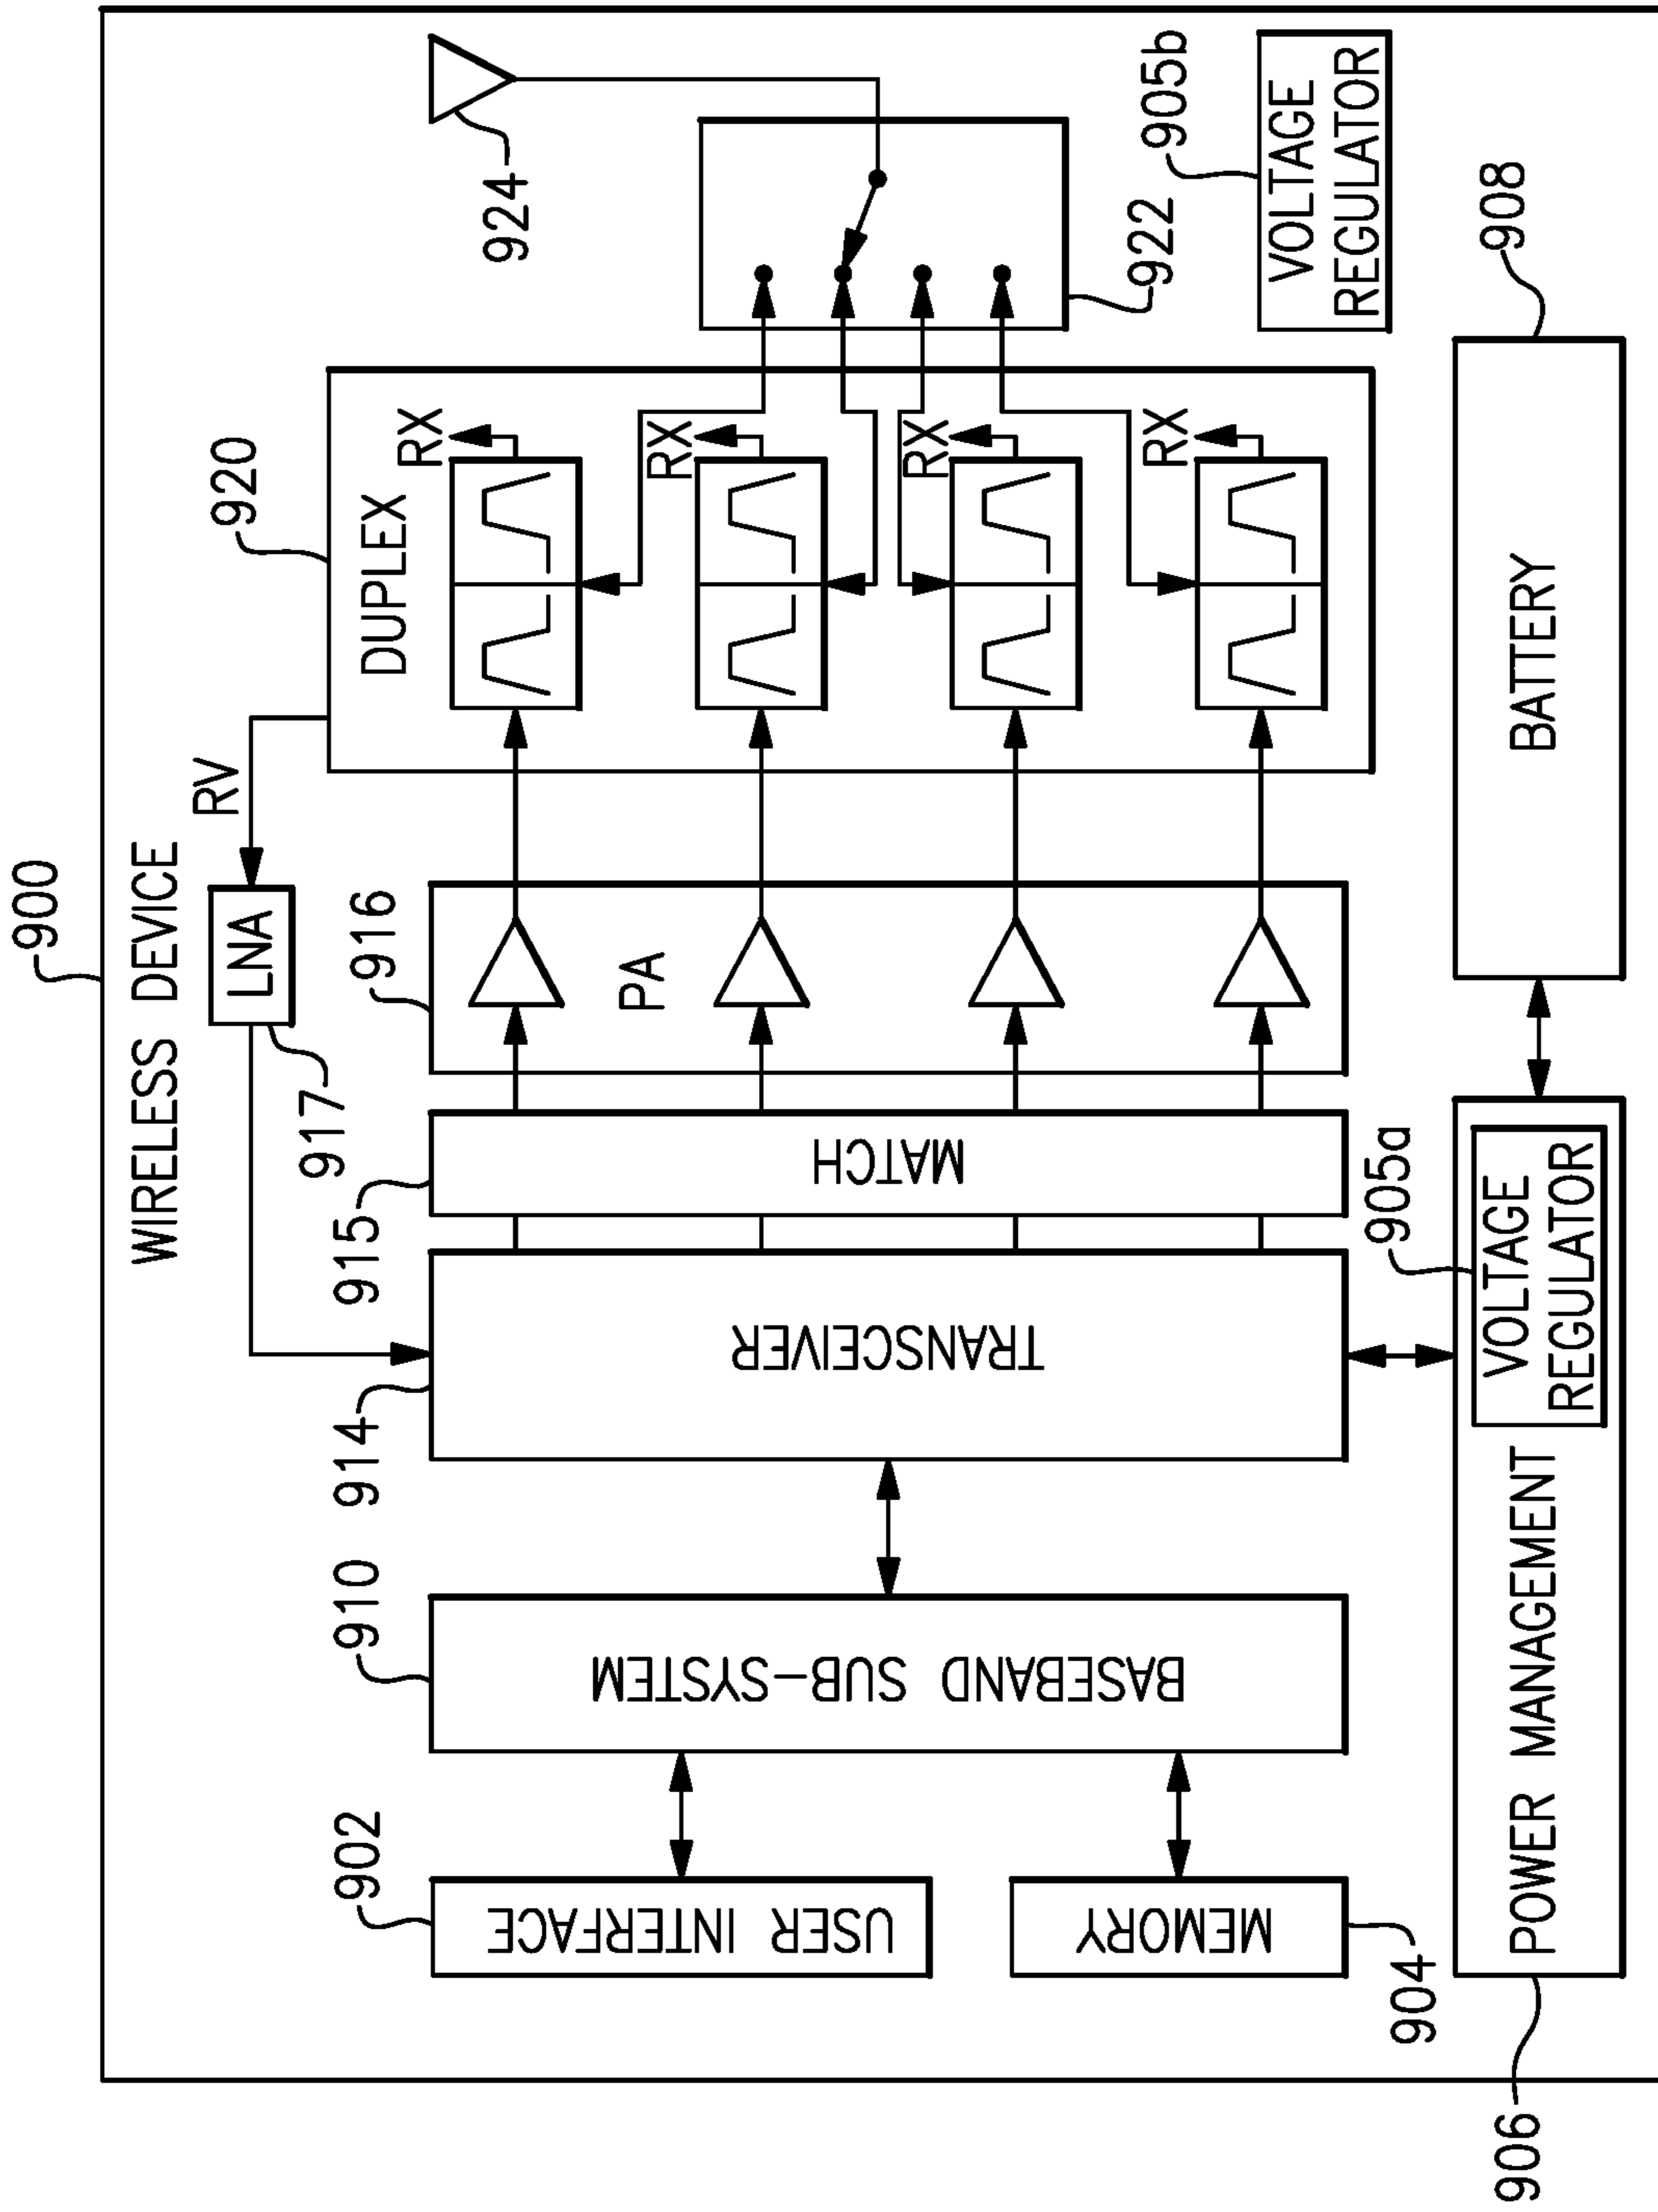 900
WIRELESS DEVICE
917
LNA
RV
920
902
910
914
915
916
DUPLEX
924
USER INTERFACE
BASEBAND SUB-SYSTEM
TRANSCEIVER
MATCH
PA
RX
RX
RX
RX
922
MEMORY
904
905a
905b
VOLTAGE
REGULATOR
906
POWER MANAGEMENT
VOLTAGE
REGULATOR
BATTERY
908